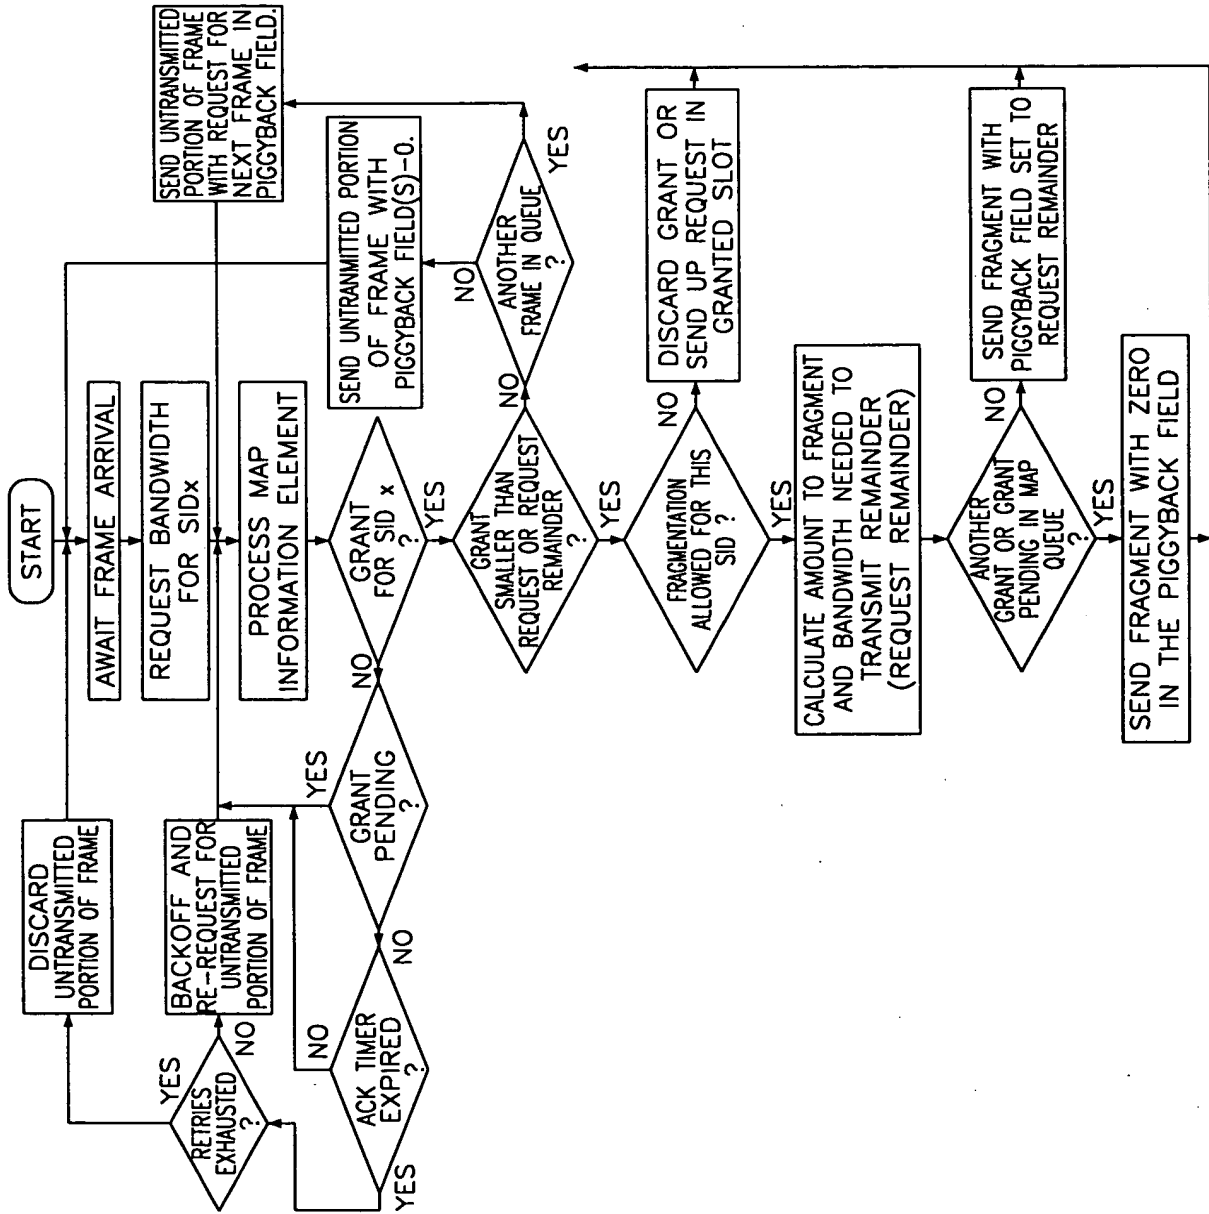 START
AWAIT FRAME ARRIVAL
REQUEST BANDWIDTH
FOR SIDx
PROCESS MAP
INFORMATION ELEMENT
GRANT
FOR SID x
?
NO
YES
GRANT
PENDING
?
YES
NO
ACK TIMER
EXPIRED
?
NO
YES
RETRIES
EXHAUSTED
?
YES
NO
DISCARD
UNTRANSMITTED
PORTION OF FRAME
BACKOFF AND
RE-REQUEST FOR
UNTRANSMITTED
PORTION OF FRAME
GRANT
SMALLER THAN
REQUEST OR REQUEST
REMAINDER
?
NO
YES
ANOTHER
FRAME IN QUEUE
?
NO
YES
SEND UNTRANMITTED PORTION
OF FRAME WITH
PIGGYBACK FIELD(S)-0.
SEND UNTRANSMITTED
PORTION OF FRAME
WITH REQUEST FOR
NEXT FRAME IN
PIGGYBACK FIELD.
FRAGMENTATION
ALLOWED FOR THIS
SID ?
NO
YES
DISCARD GRANT OR
SEND UP REQUEST IN
GRANTED SLOT
CALCULATE AMOUNT TO FRAGMENT
AND BANDWIDTH NEEDED TO
TRANSMIT REMAINDER
(REQUEST REMAINDER)
ANOTHER
GRANT OR GRANT
PENDING IN MAP
QUEUE
?
NO
YES
SEND FRAGMENT WITH
PIGGYBACK FIELD SET TO
REQUEST REMAINDER
SEND FRAGMENT WITH ZERO
IN THE PIGGYBACK FIELD